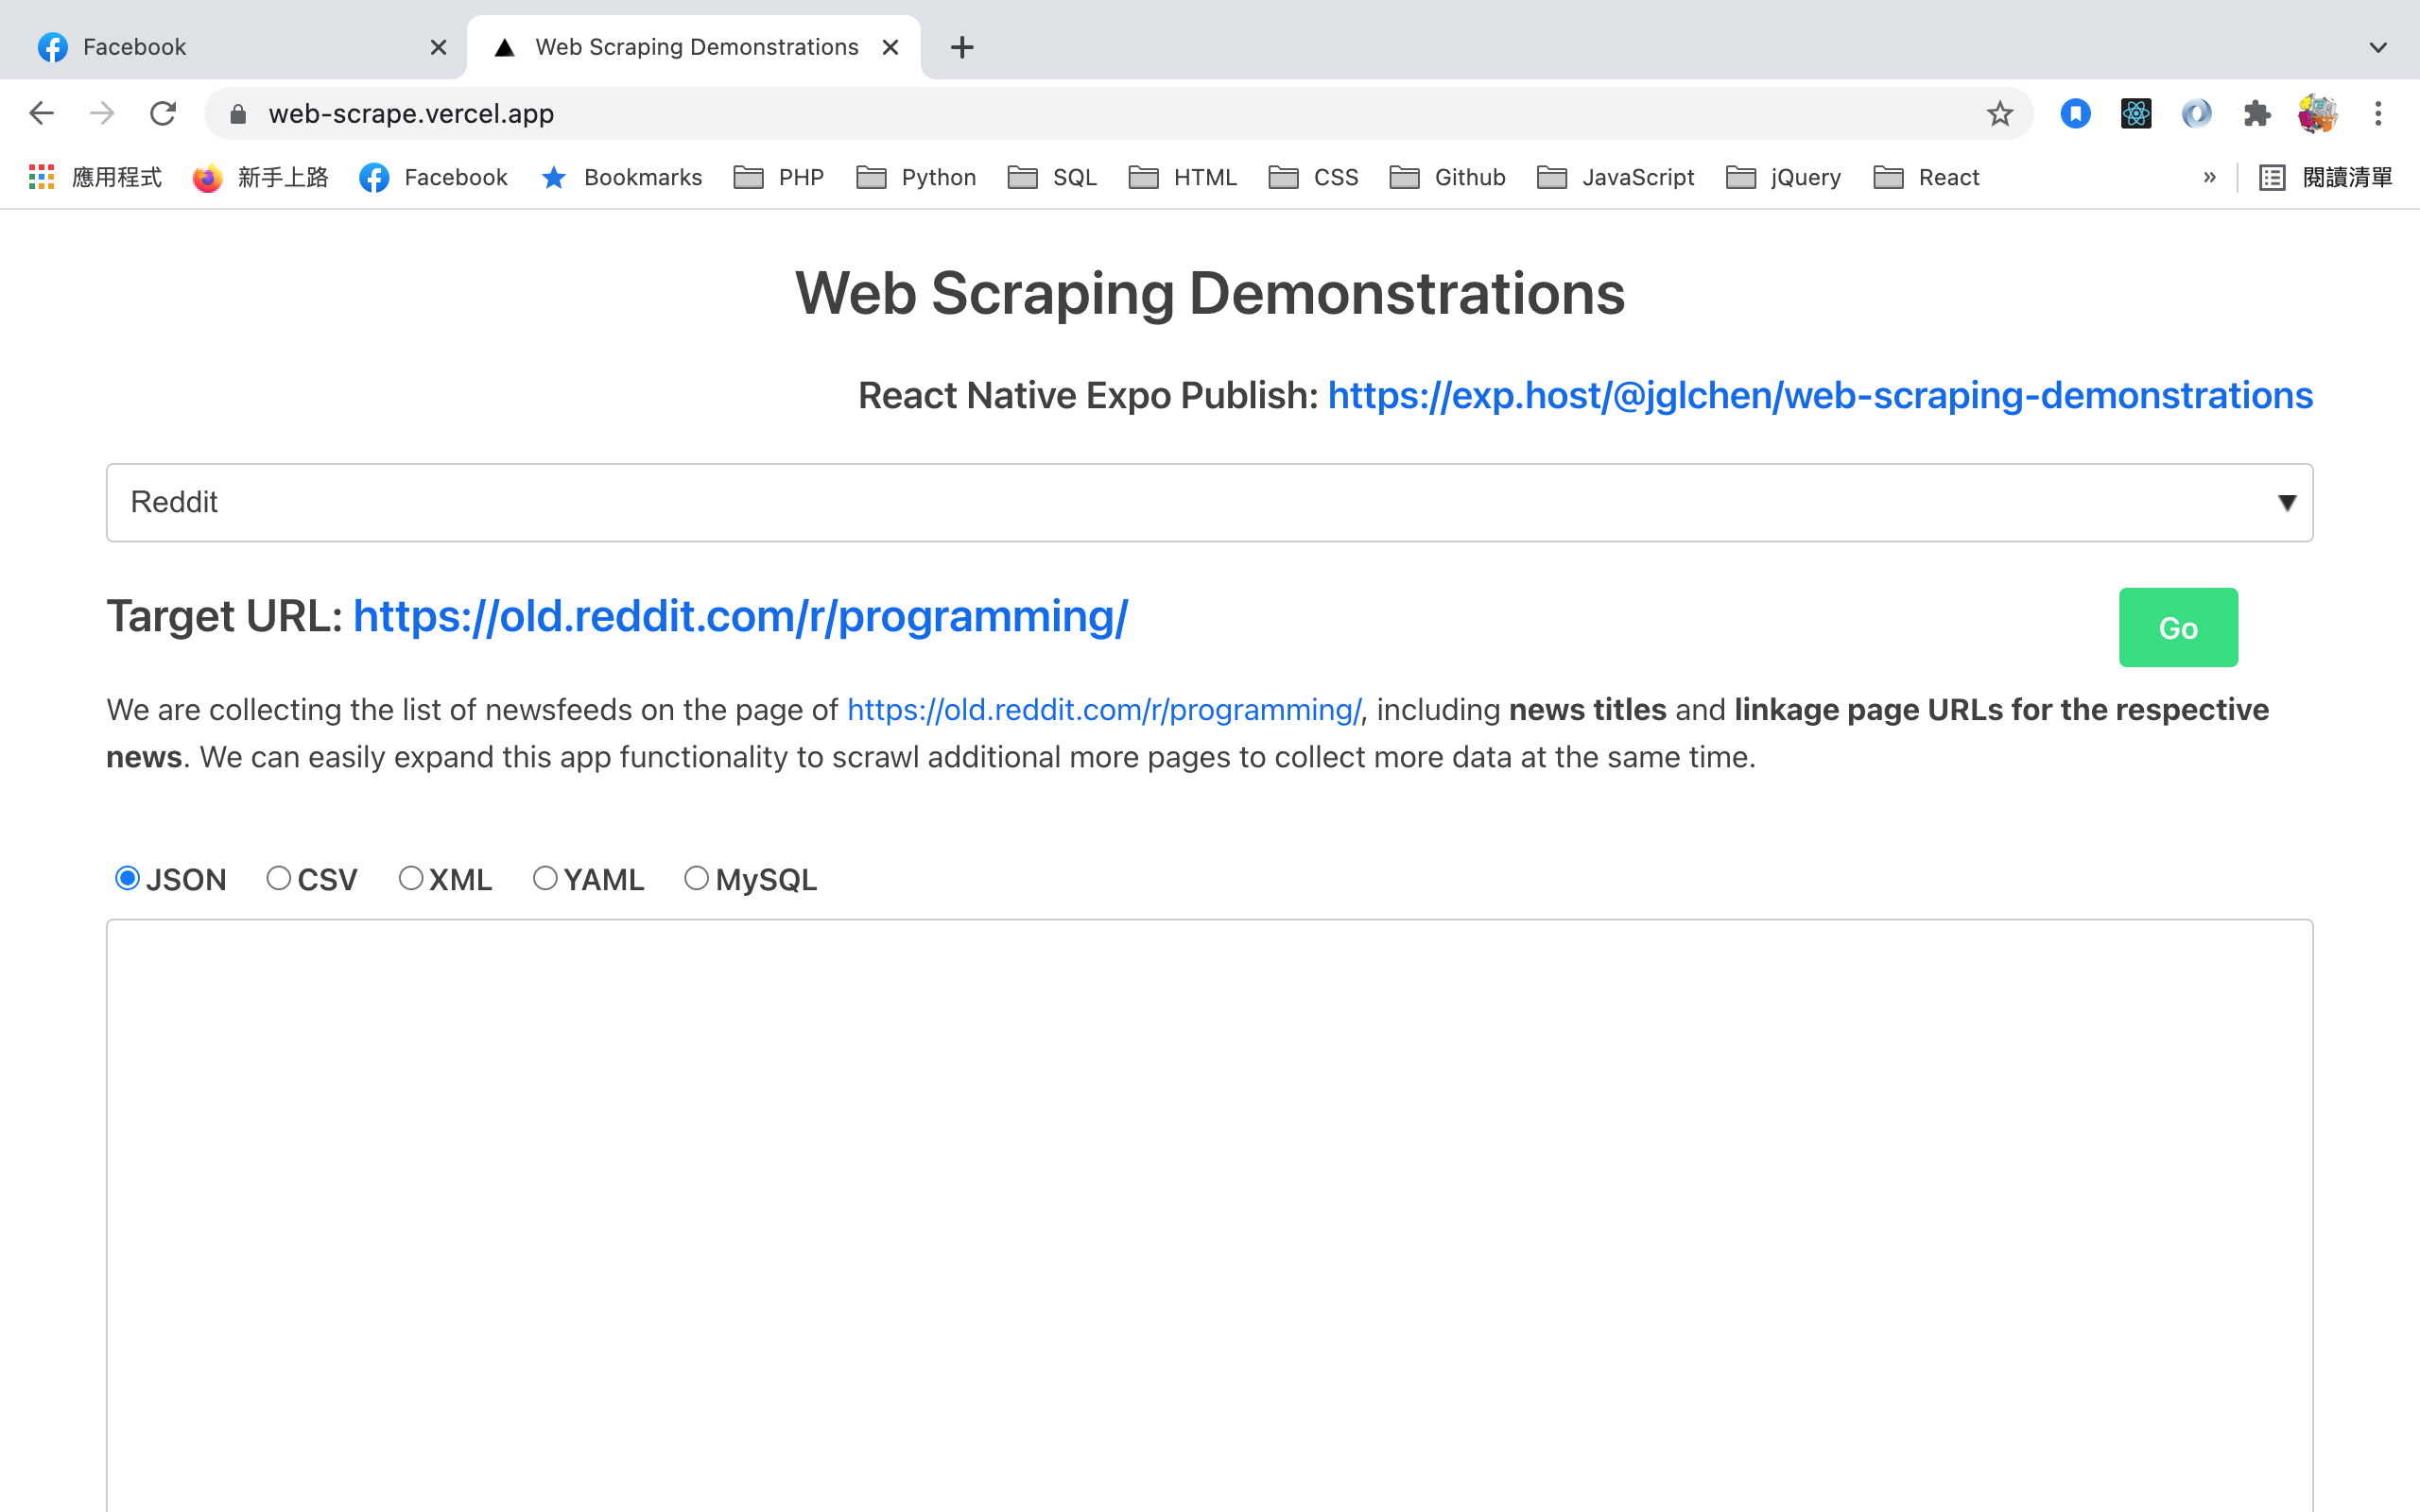 Facebook
Web Scraping Demonstrations
web-scrape.vercel.app
應用程式 新手上路 Facebook Bookmarks PHP Python SQL HTML CSS Github JavaScript jQuery React » 閱讀清單
Web Scraping Demonstrations
React Native Expo Publish: https://exp.host/@jglchen/web-scraping-demonstrations
Reddit
Target URL: https://old.reddit.com/r/programming/
Go
We are collecting the list of newsfeeds on the page of https://old.reddit.com/r/programming/, including news titles and linkage page URLs for the respective
news. We can easily expand this app functionality to scrawl additional more pages to collect more data at the same time.
JSON CSV XML YAML MySQL